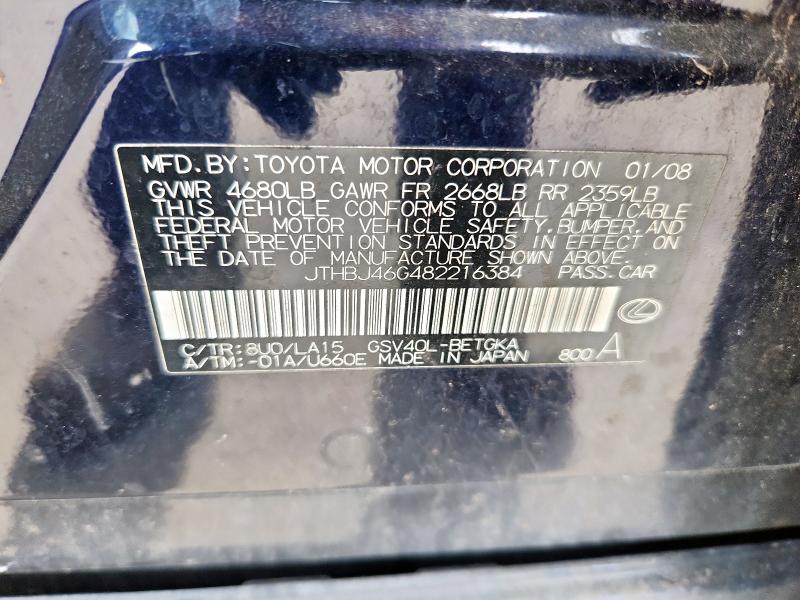 MFD.BY:TOYOTA MOTOR CORPORATION 01/08
GVWR 4680LB GAWR FR 2668LB RR 2359LB
THIS VEHICLE CONFORMS TO ALL APPLICABLE
FEDERAL MOTOR VEHICLE SAFETY,BUMPER,AND
THEFT PREVENTION STANDARDS IN EFFECT ON
THE DATE OF MANUFACTURE SHOWN ABOVE.
JTHBJ46G482216384 PASS.CAR
C/TR:8U0/LA15 GSV40L-BETGKA
A/TM:-01A/U660E MADE IN JAPAN 800 A